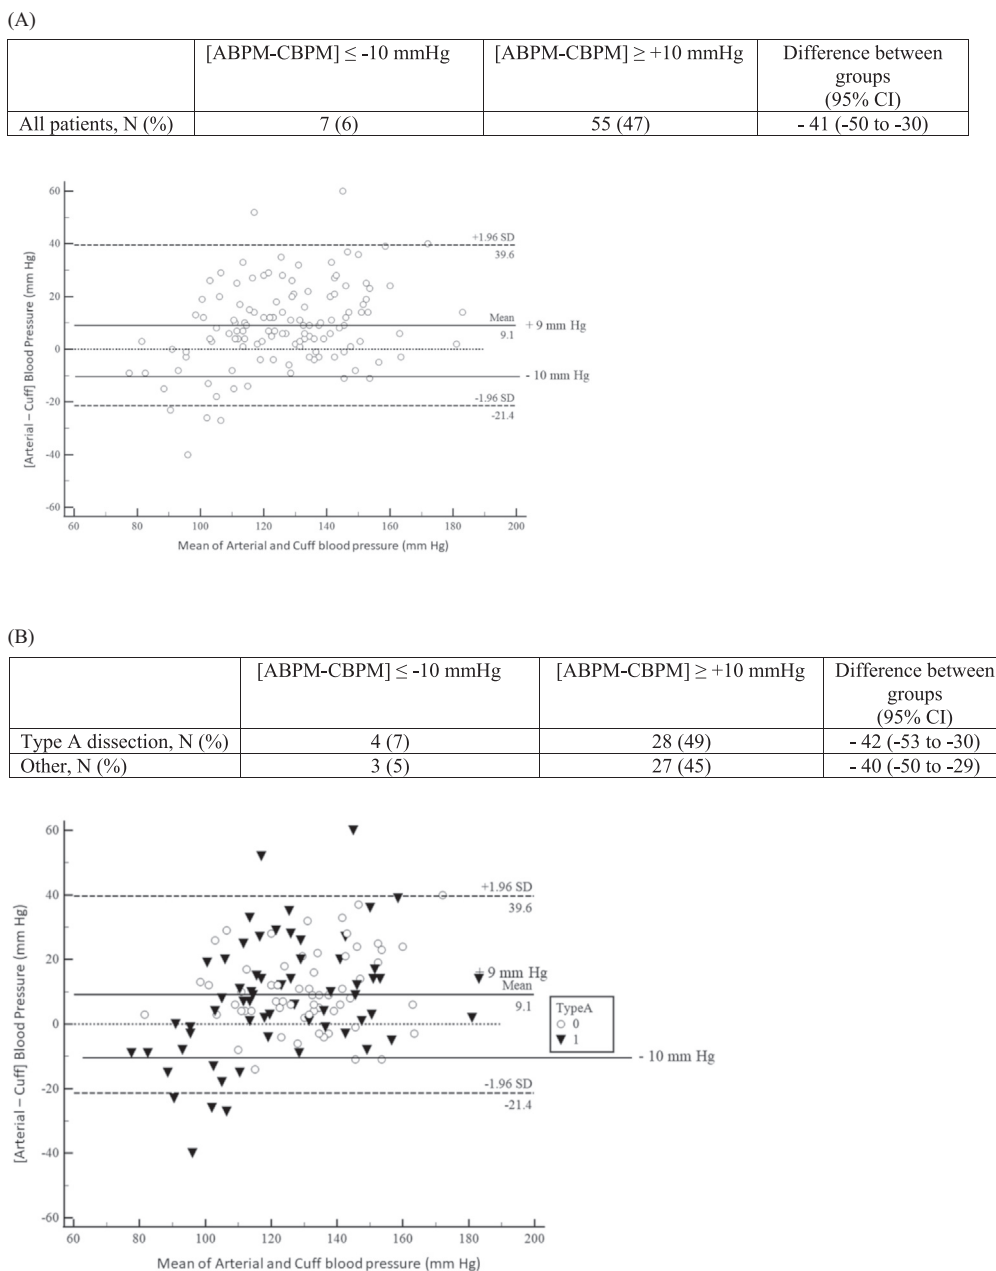 (A)
[ABPM-CBPM] ≤ -10 mmHg [ABPM-CBPM] ≥ +10 mmHg Difference between
groups
(95% CI)
All patients, N (%) 7 (6) 55 (47) - 41 (-50 to -30)
60
+1.96 SD
40
39.6
20
Mean
+ 9 mm Hg
9.1
0
- 10 mm Hg
-1.96 SD
-20
-21.4
-40
-60
[Arterial – Cuff] Blood Pressure (mm Hg)
60 80 100 120 140 160 180 200
Mean of Arterial and Cuff blood pressure (mm Hg)
(B)
[ABPM-CBPM] ≤ -10 mmHg [ABPM-CBPM] ≥ +10 mmHg Difference between
groups
(95% CI)
Type A dissection, N (%) 4 (7) 28 (49) - 42 (-53 to -30)
Other, N (%) 3 (5) 27 (45) - 40 (-50 to -29)
60
+1.96 SD
40
39.6
20
+ 9 mm Hg
Mean
9.1
TypeA
0
1
0
- 10 mm Hg
-1.96 SD
-20
-21.4
-40
-60
[Arterial – Cuff] Blood Pressure (mm Hg)
60 80 100 120 140 160 180 200
Mean of Arterial and Cuff blood pressure (mm Hg)